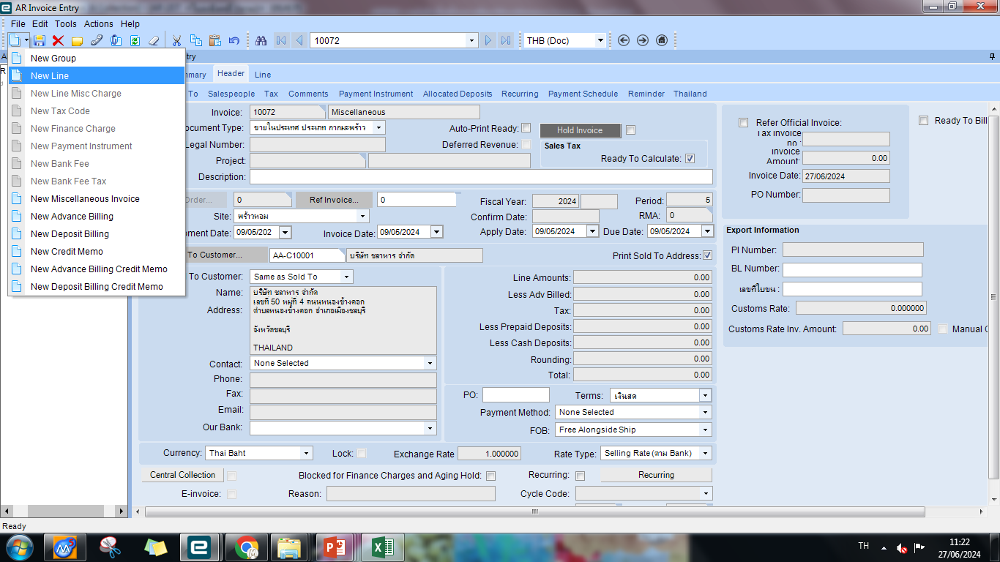 AR Invoice Entry
File Edit Tools Actions Help
10072
THB (Doc)
try
New Group
New Line
New Line Misc Charge
New Tax Code
New Finance Charge
New Payment Instrument
New Bank Fee
New Bank Fee Tax
New Miscellaneous Invoice
New Advance Billing
New Deposit Billing
New Credit Memo
New Advance Billing Credit Memo
New Deposit Billing Credit Memo
mmary Header Line
To Salespeople Tax Comments Payment Instrument Allocated Deposits Recurring Payment Schedule Reminder Thailand
Invoice: 10072 Miscellaneous
ocument Type: ขายในประเทศ ประเภท กากมะพร้าว
Legal Number:
Project:
Description:
Auto-Print Ready:
Deferred Revenue:
Hold Invoice
Sales Tax
Ready To Calculate:
Refer Official Invoice:
Tax Invoice no :
Invoice Amount: 0.00
Invoice Date: 27/06/2024
PO Number:
Ready To Bill
Order... 0 Ref Invoice... 0
Site: พร้าวหอม
ment Date: 09/05/202 Invoice Date: 09/05/2024
Fiscal Year: 2024 Period: 5
Confirm Date: RMA: 0
Apply Date: 09/05/2024 Due Date: 09/05/2024
To Customer... AA-C10001 บริษัท ชลาหาร จำกัด Print Sold To Address:
Export Information
PI Number:
BL Number:
เลขที่ใบขน :
Customs Rate: 0.000000
Customs Rate Inv. Amount: 0.00 Manual
To Customer: Same as Sold To
Name: บริษัท ชลาหาร จำกัด
เลขที่ 50 หมู่ที่ 4 ถนนหนองข้างคอก
Address: ตำบลหนองข้างคอก อำเภอเมืองชลบุรี
จังหวัดชลบุรี
THAILAND
Contact: None Selected
Phone:
Fax:
Email:
Our Bank:
Line Amounts: 0.00
Less Adv Billed: 0.00
Tax: 0.00
Less Prepaid Deposits: 0.00
Less Cash Deposits: 0.00
Rounding: 0.00
Total: 0.00
PO: Terms: เงินสด
Payment Method: None Selected
FOB: Free Alongside Ship
Currency: Thai Baht Lock: Exchange Rate 1.000000 Rate Type: Selling Rate (ตาม Bank)
Central Collection Blocked for Finance Charges and Aging Hold: Recurring: Recurring
E-invoice: Reason: Cycle Code:
Ready
TH
11:22
27/06/2024